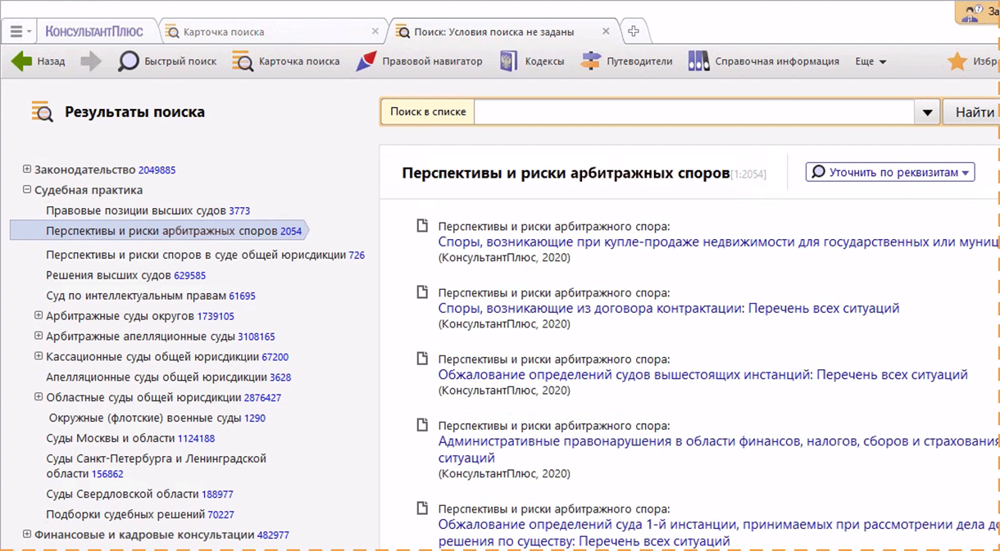 За
КонсультантПлюс
Карточка поиска
Поиск: Условия поиска не заданы
Назад
Быстрый поиск
Карточка поиска
Правовой навигатор
Кодексы
Путеводители
Справочная информация
Еще
Избр
Результаты поиска
Поиск в списке
Найти
Законодательство 2049885
Судебная практика
Правовые позиции высших судов 3773
Перспективы и риски арбитражных споров 2054
Перспективы и риски споров в суде общей юрисдикции 726
Решения высших судов 629585
Суд по интеллектуальным правам 61695
Арбитражные суды округов 1739105
Арбитражные апелляционные суды 3108165
Кассационные суды общей юрисдикции 67200
Апелляционные суды общей юрисдикции 3628
Областные суды общей юрисдикции 2876427
Окружные (флотские) военные суды 1290
Суды Москвы и области 1124188
Суды Санкт-Петербурга и Ленинградской
области 156862
Суды Свердловской области 188977
Подборки судебных решений 70227
Финансовые и кадровые консультации 482977
Перспективы и риски арбитражных споров [1:2054]
Уточнить по реквизитам
Перспективы и риски арбитражного спора:
Споры, возникающие при купле-продаже недвижимости для государственных или муниц
(КонсультантПлюс, 2020)
Перспективы и риски арбитражного спора:
Споры, возникающие из договора контрактации: Перечень всех ситуаций
(КонсультантПлюс, 2020)
Перспективы и риски арбитражного спора:
Обжалование определений судов вышестоящих инстанций: Перечень всех ситуаций
(КонсультантПлюс, 2020)
Перспективы и риски арбитражного спора:
Административные правонарушения в области финансов, налогов, сборов и страхования
ситуаций
(КонсультантПлюс, 2020)
Перспективы и риски арбитражного спора:
Обжалование определений суда 1-й инстанции, принимаемых при рассмотрении дела до
решения по существу: Перечень всех ситуаций